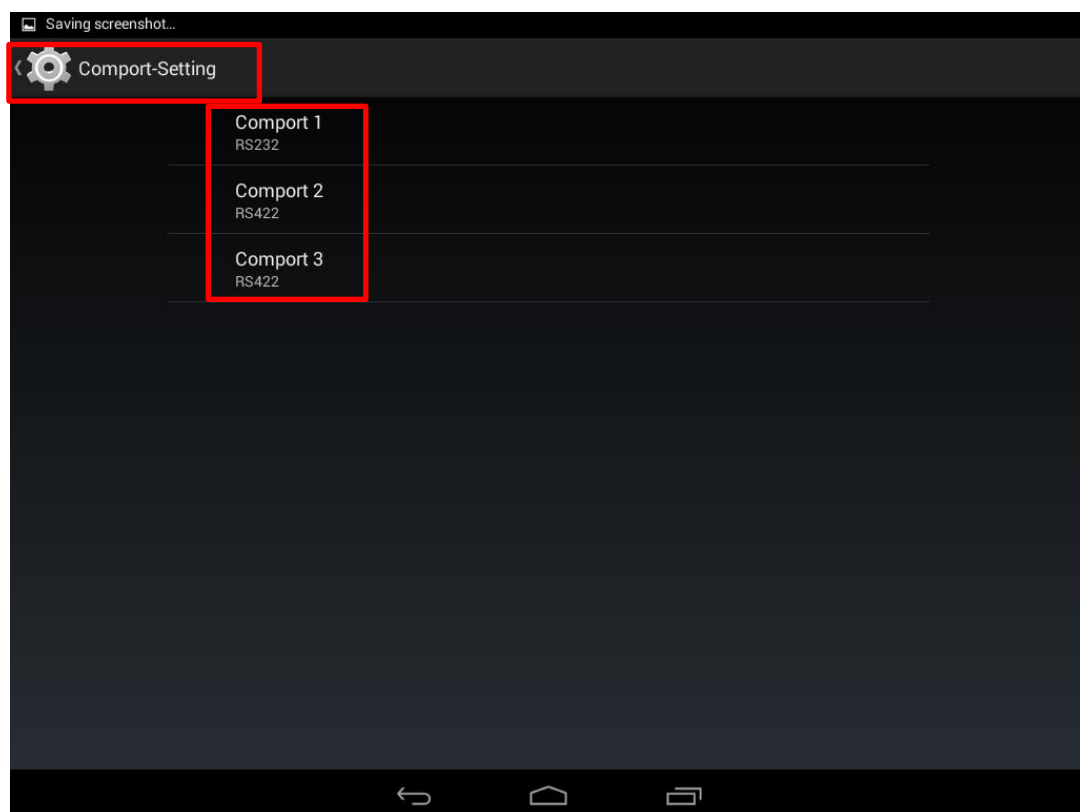 Saving screenshot...
Comport-Setting
Comport 1
RS232
Comport 2
RS422
Comport 3
RS422